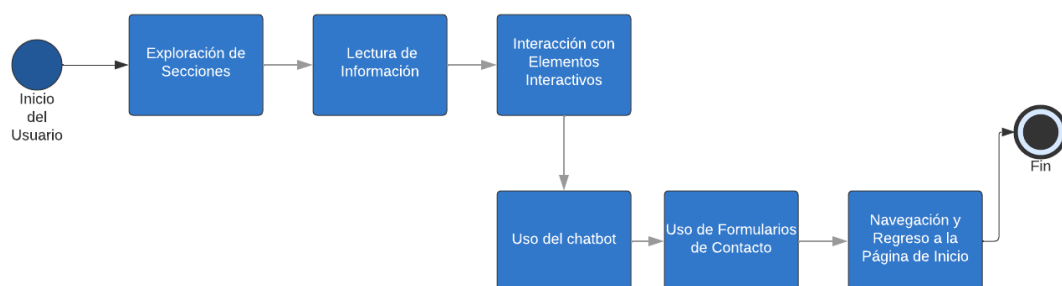 Inicio
del
Usuario
Exploración de
Secciones
Lectura de
Información
Interacción con
Elementos
Interactivos
Uso del chatbot
Uso de Formularios
de Contacto
Navegación y
Regreso a la
Página de Inicio
Fin